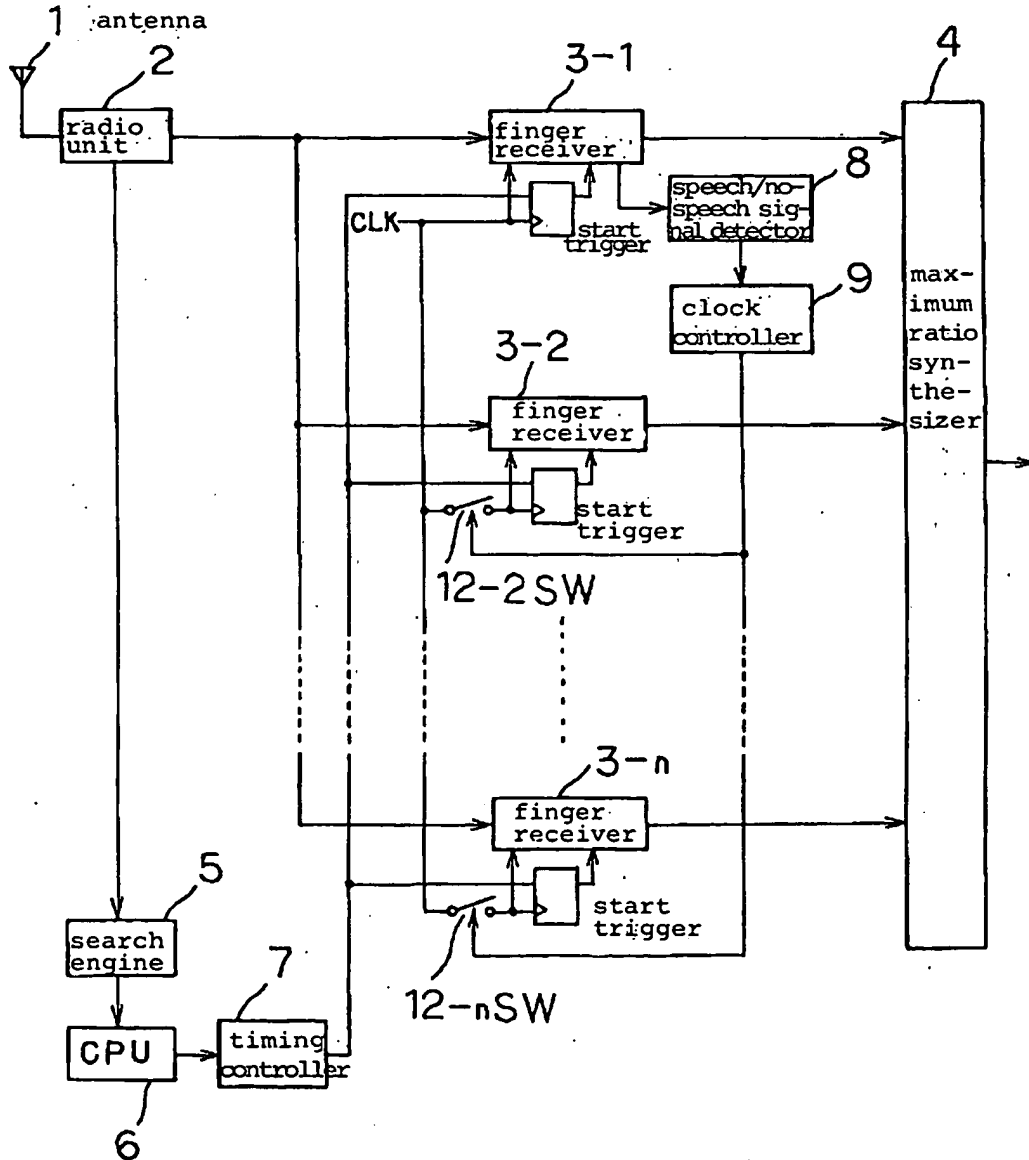 1 antenna
2
radio
unit
3-1
finger
receiver
4
8
speech/no-
speech sig-
nal detector
CLK
start
trigger
9
clock
controller
max-
imum
ratio
syn-
the-
sizer
3-2
finger
receiver
start
trigger
12-2SW
3-n
finger
receiver
start
trigger
12-nSW
5
search
engine
7
timing
controller
CPU
6